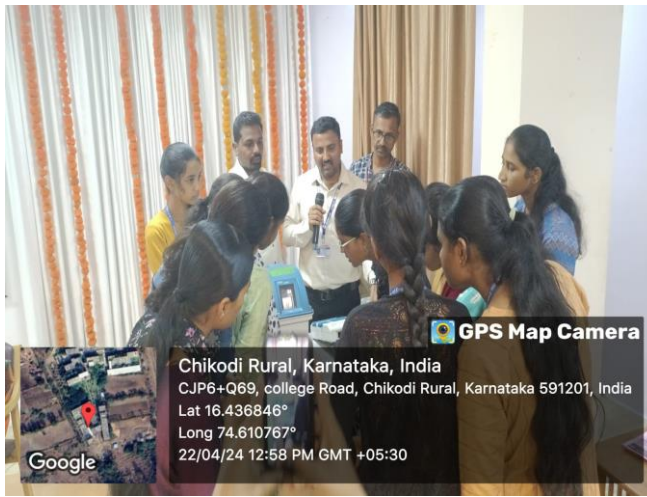 GPS Map Camera
Chikodi Rural, Karnataka, India
CJP6+Q69, college Road, Chikodi Rural, Karnataka 591201, India
Lat 16.436846°
Long 74.610767°
22/04/24 12:58 PM GMT +05:30
Google